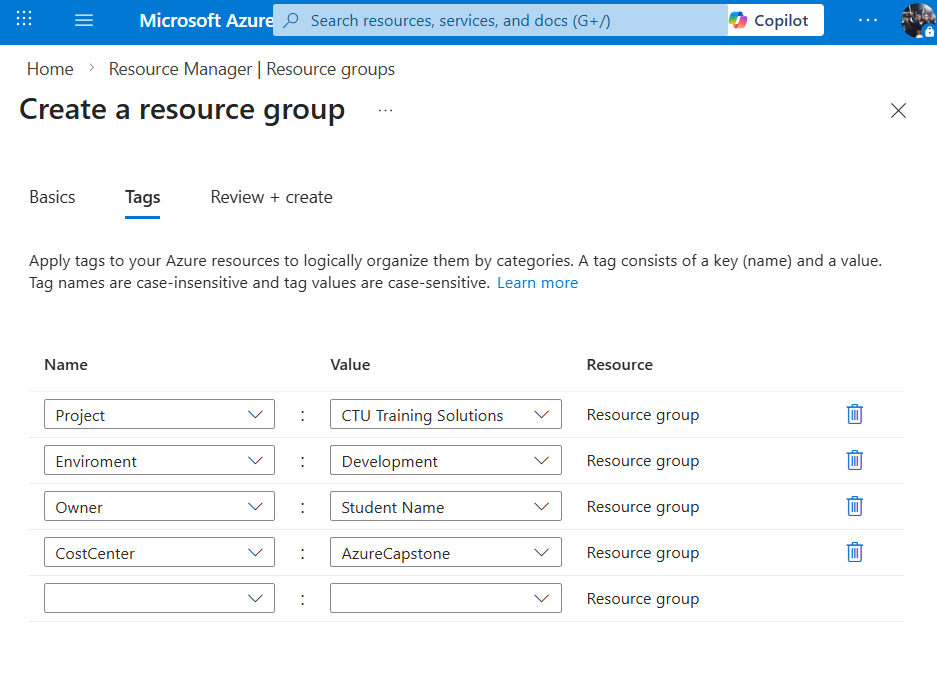 Microsoft Azure
Search resources, services, and docs (G+/)
Copilot
Home > Resource Manager | Resource groups
Create a resource group ...
Basics Tags Review + create
Apply tags to your Azure resources to logically organize them by categories. A tag consists of a key (name) and a value.
Tag names are case-insensitive and tag values are case-sensitive. Learn more
Name Value Resource
Project : CTU Training Solutions Resource group
Enviroment : Development Resource group
Owner : Student Name Resource group
CostCenter : AzureCapstone Resource group
: Resource group